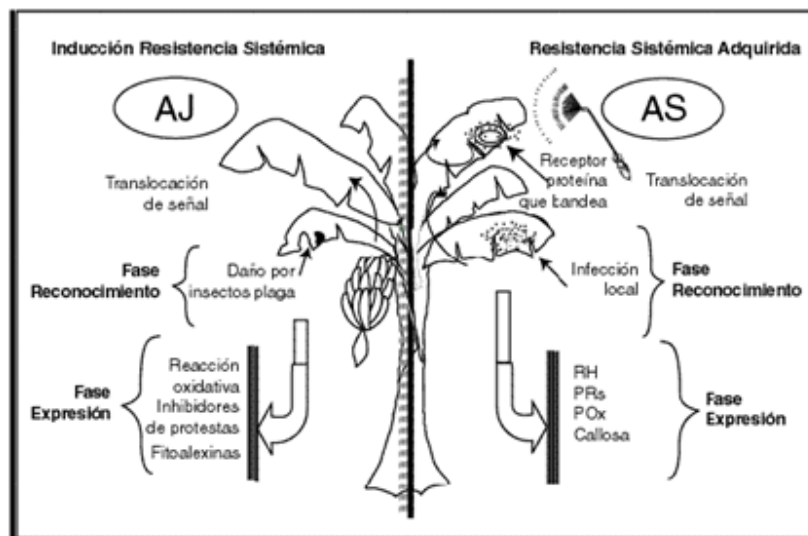 Inducción Resistencia Sistémica
AJ
Translocación
de señal
Fase
Reconocimiento
Daño por
insectos plaga
Fase
Expresión
Reacción
oxidativa
Inhibidores
de protestas
Fitoalexinas
Resistencia Sistémica Adquirida
AS
Receptor
proteína
que tandea
Translocación
de señal
Infección
local
Fase
Reconocimiento
RH
PRs
POx
Callosa
Fase
Expresión